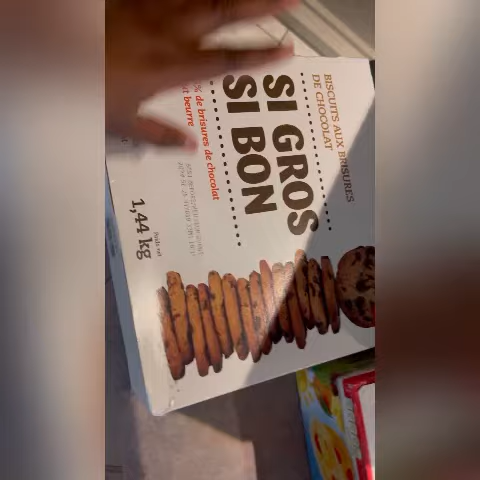 BISCUITS AUX BRISURES
DE CHOCOLAT
SI GROS
SI BON
% de brisures de chocolat
beurre
Poids net
1,44 kg